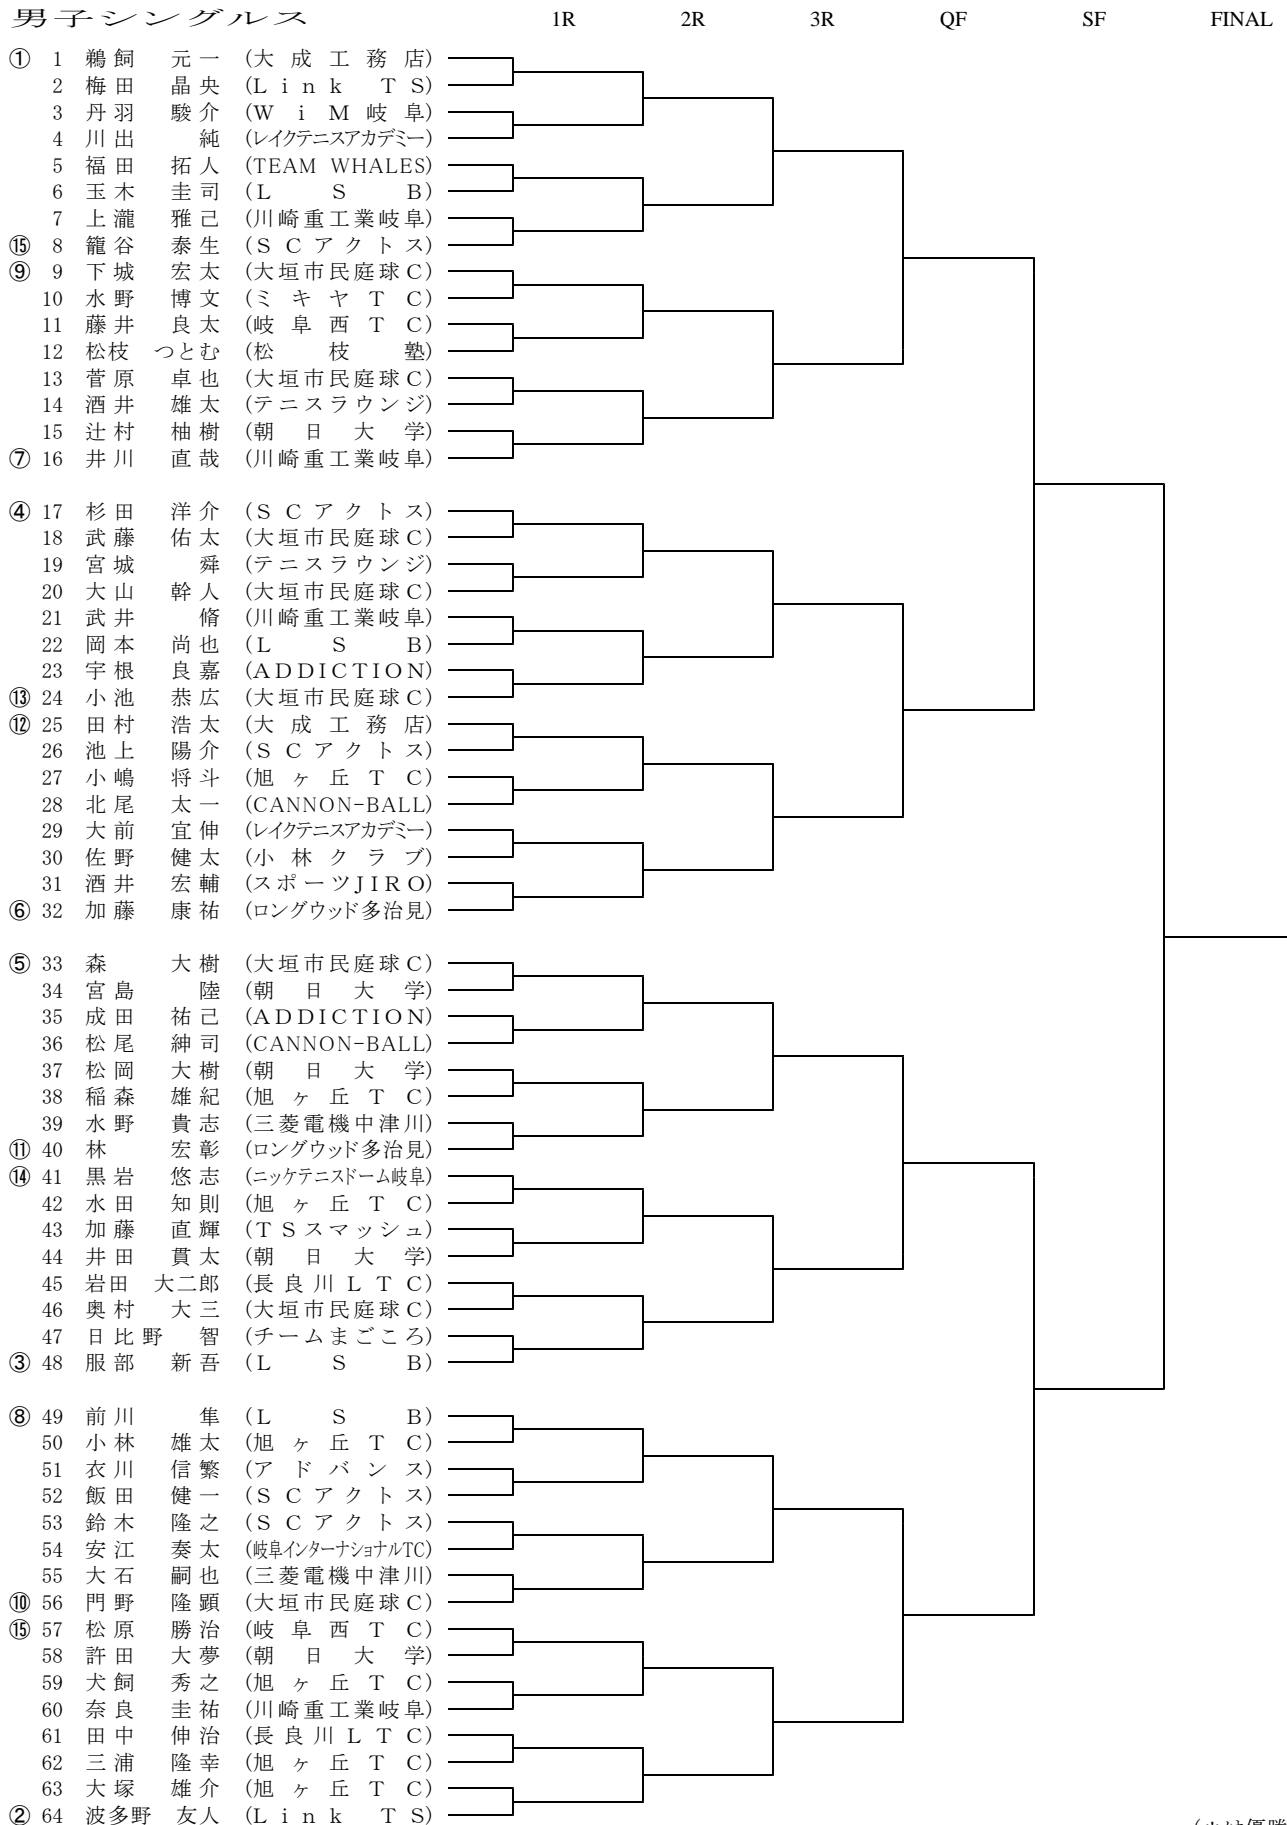 男子シングルス 1R 2R 3R QF SF FINAL
① 1 鵜飼 元一 (大成工務店)
2 梅田 晶央 (Link TS)
3 丹羽 駿介 (WiM岐阜)
4 川出 純 (レイクテニスアカデミー)
5 福田 拓人 (TEAM WHALES)
6 玉木 圭司 (LSB)
7 上瀧 雅己 (川崎重工業岐阜)
⑮ 8 籠谷 泰生 (SCアクトス)
⑨ 9 下城 宏太 (大垣市民庭球C)
10 水野 博文 (ミキヤTC)
11 藤井 良太 (岐阜西TC)
12 松枝 つとむ (松枝塾)
13 菅原 卓也 (大垣市民庭球C)
14 酒井 雄太 (テニスラウンジ)
15 辻村 柚樹 (朝日大学)
⑦ 16 井川 直哉 (川崎重工業岐阜)
④ 17 杉田 洋介 (SCアクトス)
18 武藤 佑太 (大垣市民庭球C)
19 宮城 舜 (テニスラウンジ)
20 大山 幹人 (大垣市民庭球C)
21 武井 脩 (川崎重工業岐阜)
22 岡本 尚也 (LSB)
23 宇根 良嘉 (ADDICTION)
⑬ 24 小池 恭広 (大垣市民庭球C)
⑫ 25 田村 浩太 (大成工務店)
26 池上 陽介 (SCアクトス)
27 小嶋 将斗 (旭ヶ丘TC)
28 北尾 太一 (CANNON-BALL)
29 大前 宜伸 (レイクテニスアカデミー)
30 佐野 健太 (小林クラブ)
31 酒井 宏輔 (スポーツJIRO)
⑥ 32 加藤 康祐 (ロングウッド多治見)
⑤ 33 森 大樹 (大垣市民庭球C)
34 宮島 陸 (朝日大学)
35 成田 祐己 (ADDICTION)
36 松尾 紳司 (CANNON-BALL)
37 松岡 大樹 (朝日大学)
38 稲森 雄紀 (旭ヶ丘TC)
39 水野 貴志 (三菱電機中津川)
⑪ 40 林 宏彰 (ロングウッド多治見)
⑭ 41 黒岩 悠志 (ニッケテニスドーム岐阜)
42 水田 知則 (旭ヶ丘TC)
43 加藤 直輝 (TSスマッシュ)
44 井田 貫太 (朝日大学)
45 岩田 大二郎 (長良川LTC)
46 奥村 大三 (大垣市民庭球C)
47 日比野 智 (チームまごころ)
③ 48 服部 新吾 (LSB)
⑧ 49 前川 隼 (LSB)
50 小林 雄太 (旭ヶ丘TC)
51 衣川 信繁 (アドバンス)
52 飯田 健一 (SCアクトス)
53 鈴木 隆之 (SCアクトス)
54 安江 奏太 (岐阜インターナショナルTC)
55 大石 嗣也 (三菱電機中津川)
⑩ 56 門野 隆顕 (大垣市民庭球C)
⑮ 57 松原 勝治 (岐阜西TC)
58 許田 大夢 (朝日大学)
59 犬飼 秀之 (旭ヶ丘TC)
60 奈良 圭祐 (川崎重工業岐阜)
61 田中 伸治 (長良川LTC)
62 三浦 隆幸 (旭ヶ丘TC)
63 大塚 雄介 (旭ヶ丘TC)
② 64 波多野 友人 (Link TS)